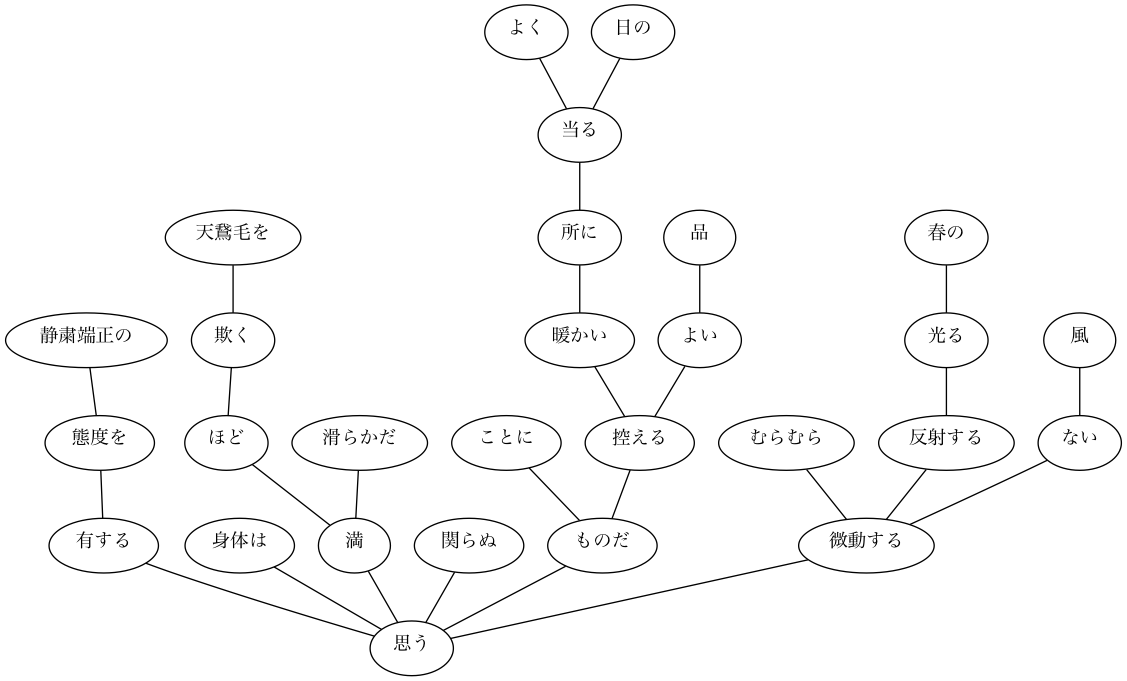 よく
日の
当る
天鵞毛を
所に
品
春の
静粛端正の
欺く
暖かい
よい
光る
風
態度を
ほど
滑らかだ
ことに
控える
むらむら
反射する
ない
有する
身体は
満
関らぬ
ものだ
微動する
思う